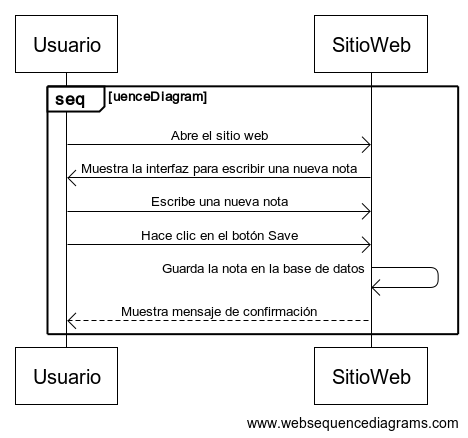 Usuario
SitioWeb
seq
[uenceDiagram]
Abre el sitio web
Muestra la interfaz para escribir una nueva nota
Escribe una nueva nota
Hace clic en el botón Save
Guarda la nota en la base de datos
Muestra mensaje de confirmación
Usuario
SitioWeb
www.websequencediagrams.com